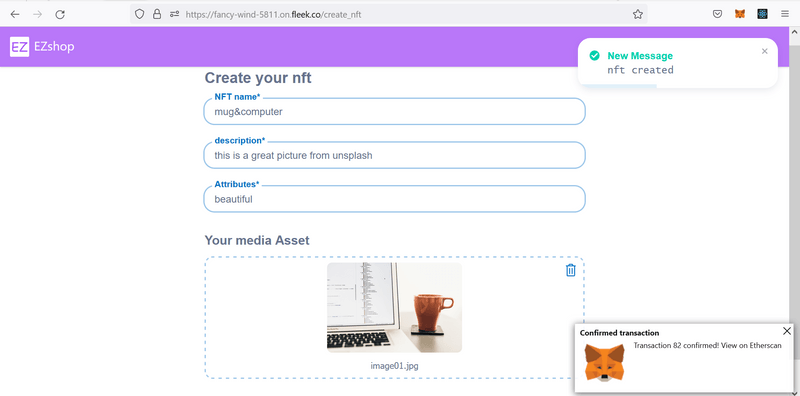 https://fancy-wind-5811.on.fleek.co/create_nft
EZ EZshop
New Message
nft created
Create your nft
NFT name*
mug&computer
description*
this is a great picture from unsplash
Attributes*
beautiful
Your media Asset
image01.jpg
Confirmed transaction
Transaction 82 confirmed! View on Etherscan